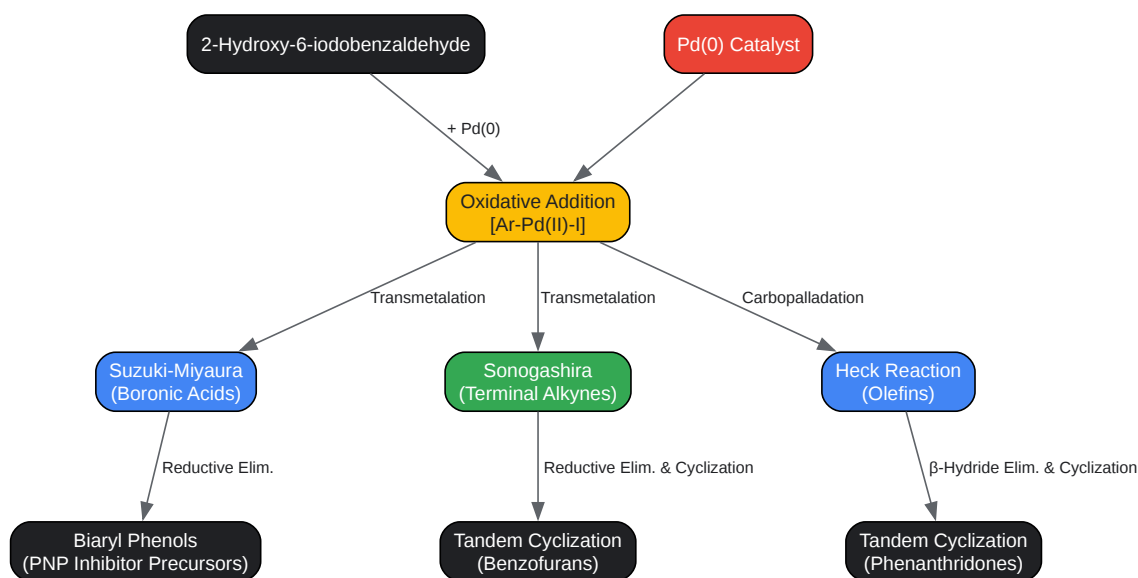 2-Hydroxy-6-iodobenzaldehyde
Pd(0) Catalyst
+ Pd(0)
Oxidative Addition
[Ar-Pd(II)-I]
Transmetalation
Transmetalation
Carbopalladation
Suzuki-Miyaura
(Boronic Acids)
Sonogashira
(Terminal Alkynes)
Heck Reaction
(Olefins)
Reductive Elim.
Reductive Elim. & Cyclization
β-Hydride Elim. & Cyclization
Biaryl Phenols
(PNP Inhibitor Precursors)
Tandem Cyclization
(Benzofurans)
Tandem Cyclization
(Phenanthridones)